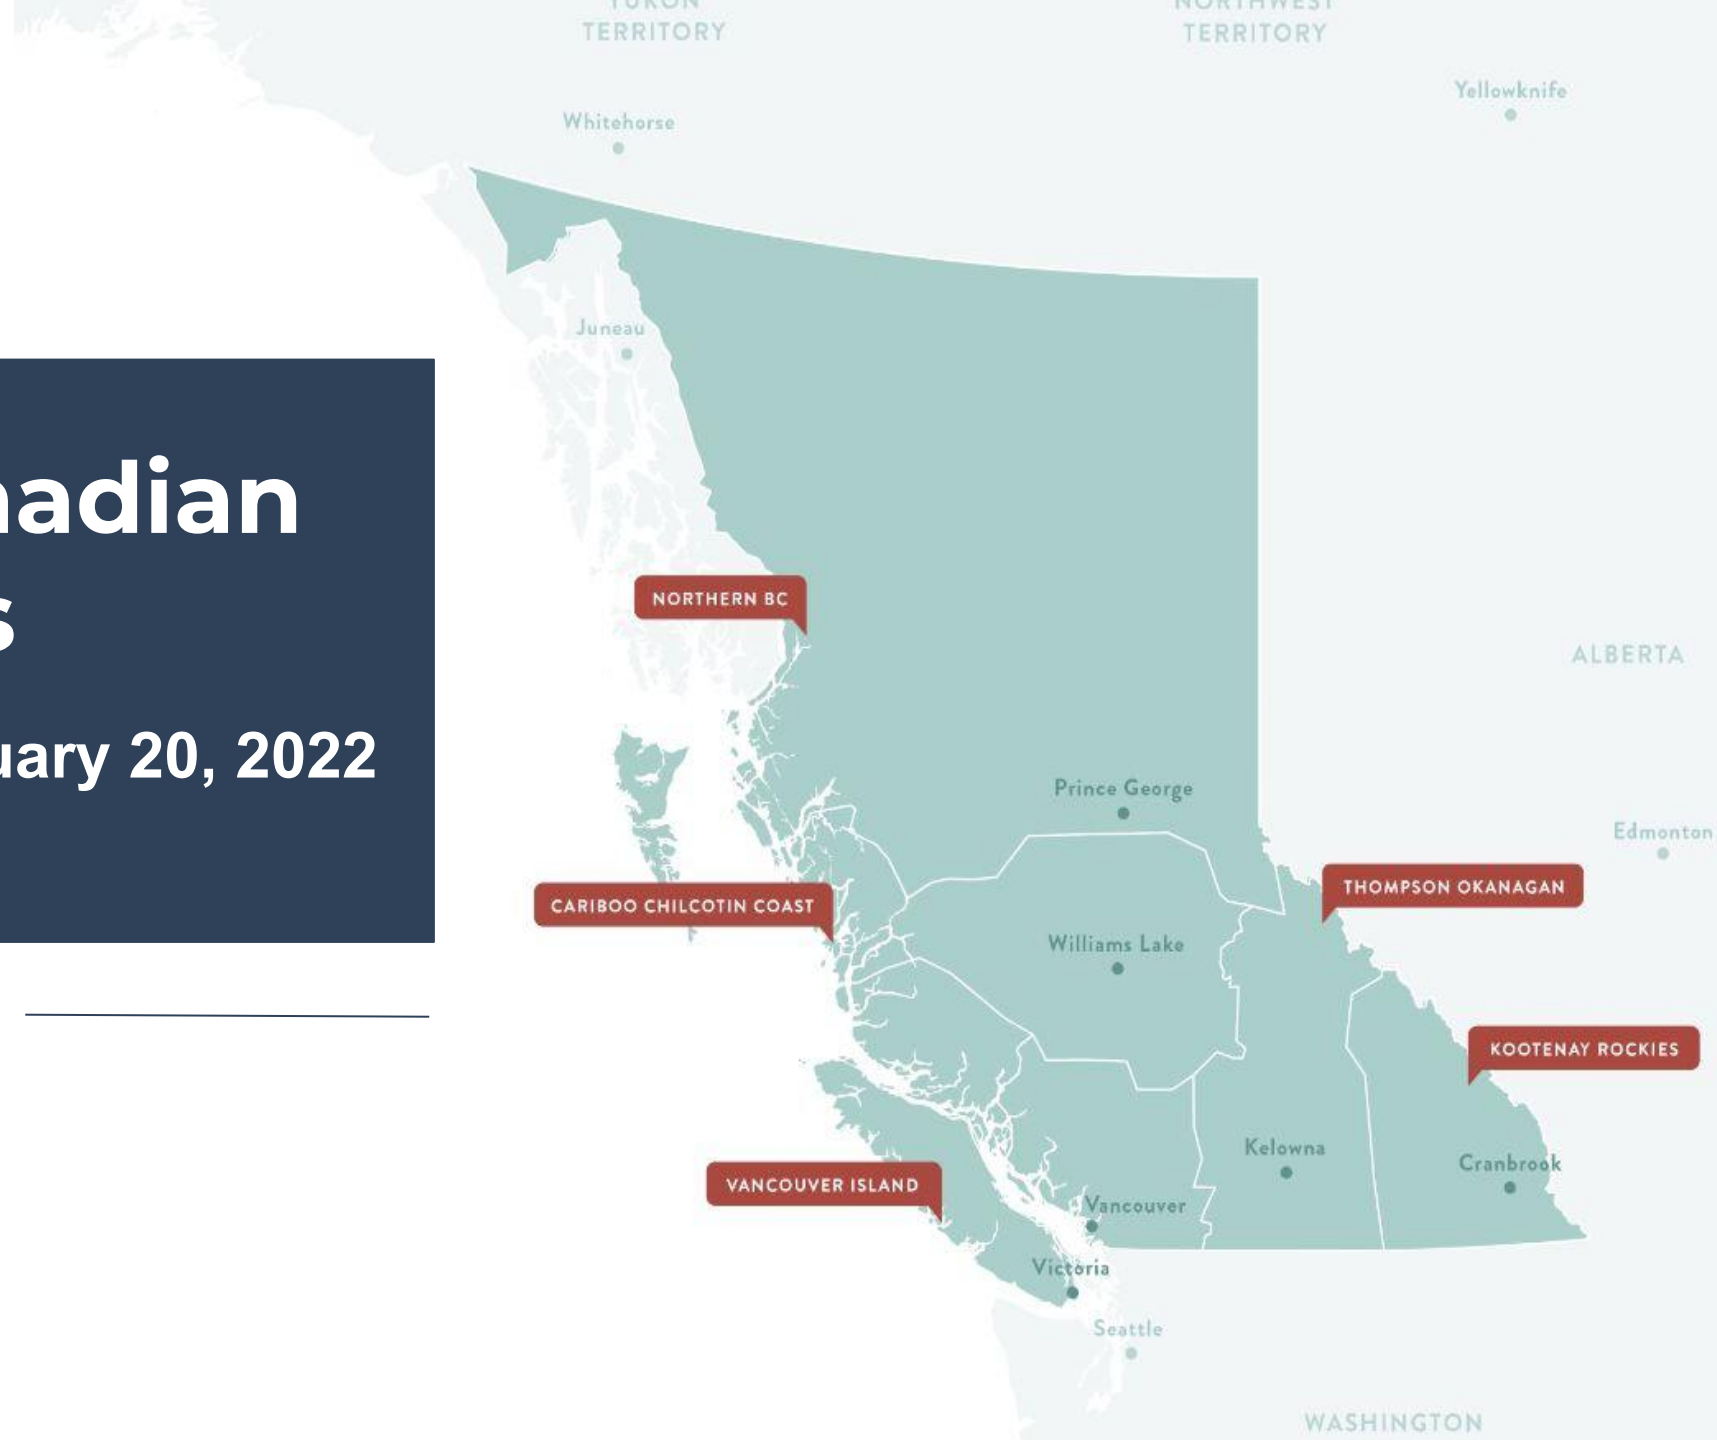 TERRITORY
TERRITORY
Yellowknife
Whitehorse
Juneau
nadian
s
uary 20, 2022
NORTHERN BC
ALBERTA
Prince George
Edmonton
THOMPSON OKANAGAN
CARIBOO CHILCOTIN COAST
Williams Lake
KOOTENAY ROCKIES
Kelowna
Cranbrook
VANCOUVER ISLAND
Vancouver
Victoria
Seattle
WASHINGTON